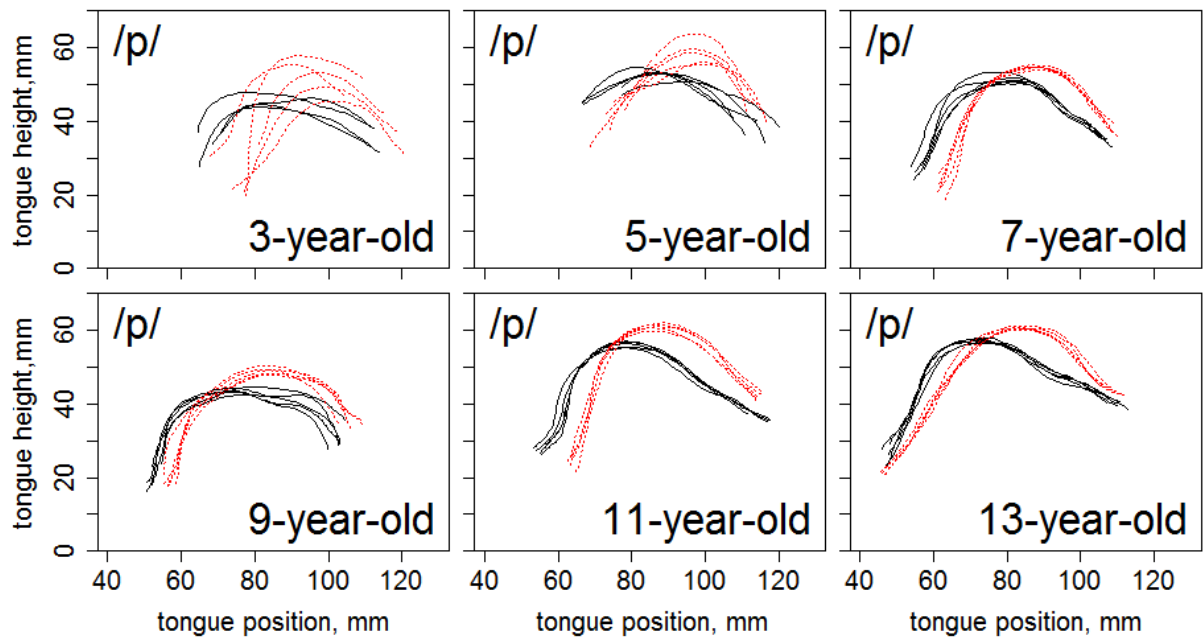 /p/ /p/ /p/
tongue height,mm
0 20 40 60
3-year-old 5-year-old 7-year-old
/p/ /p/ /p/
tongue height,mm
0 20 40 60
9-year-old 11-year-old 13-year-old
40 60 80 100 120 40 60 80 100 120 40 60 80 100 120
tongue position, mm tongue position, mm tongue position, mm